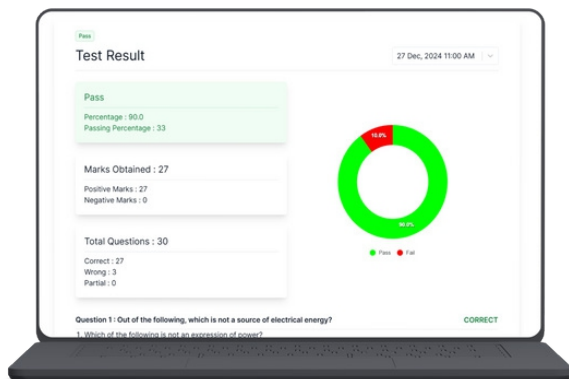 Pass
Test Result
27 Dec, 2024 11:00 AM
Pass
Percentage : 90.0
Passing Percentage : 33
Marks Obtained : 27
Positive Marks : 27
Negative Marks : 0
Total Questions : 30
Correct : 27
Wrong : 3
Partial : 0
10.0%
90.0%
Pass
Fail
Question 1 : Out of the following, which is not a source of electrical energy?
CORRECT
1. Which of the following is not an expression of power?